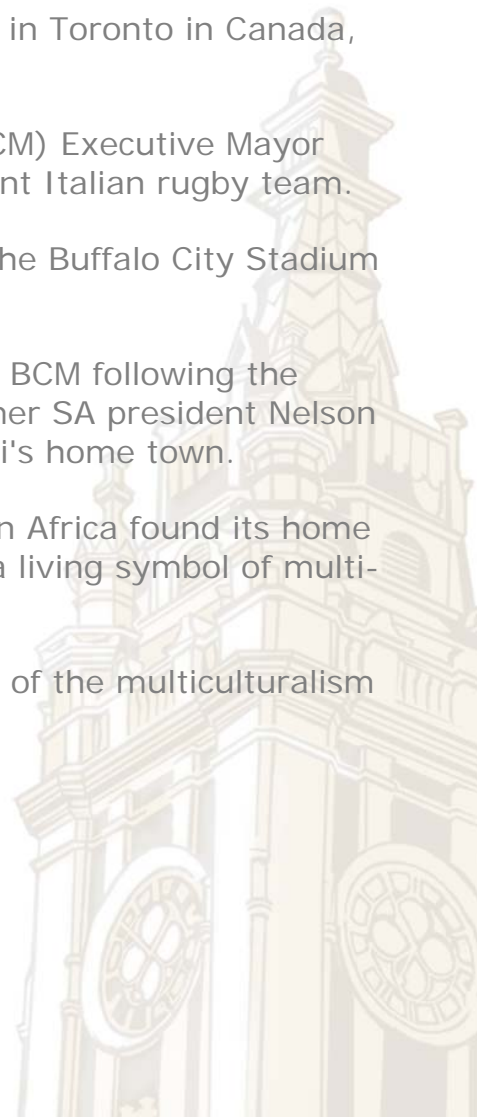 in Toronto in Canada,
CM) Executive Mayor
nt Italian rugby team.
he Buffalo City Stadium
BCM following the
ner SA president Nelson
i's home town.
n Africa found its home
a living symbol of multi-
of the multiculturalism